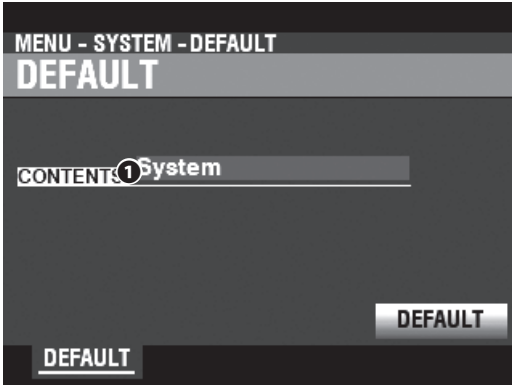 MENU - SYSTEM - DEFAULT
DEFAULT
CONTENTS 1 System
DEFAULT
DEFAULT